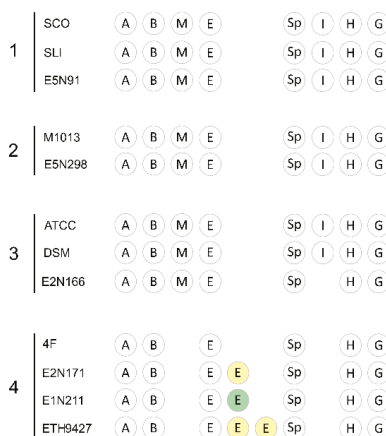 1
SCO A B M E Sp I H G
SLI A B M E Sp I H G
E5N91 A B M E Sp I H G
2
M1013 A B M E Sp I H G
E5N298 A B M E Sp I H G
3
ATCC A B M E Sp I H G
DSM A B M E Sp I H G
E2N166 A B M E Sp H G
4
4F A B E Sp H G
E2N171 A B E E Sp H G
E1N211 A B E E Sp H G
ETH9427 A B E E E Sp H G